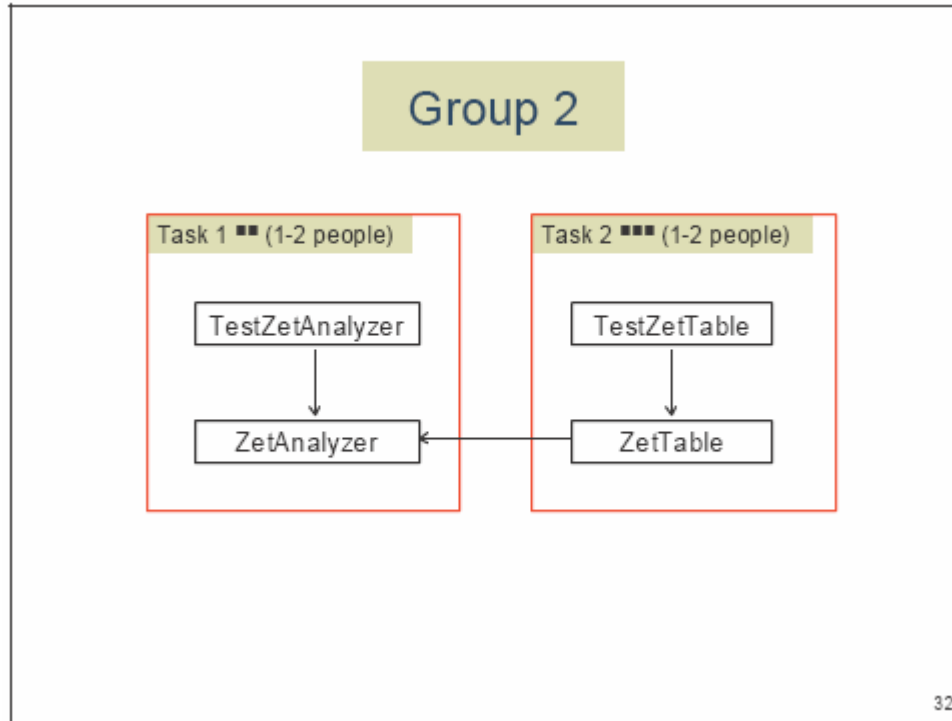 Group 2
Task 1 ▪▪ (1-2 people)
Task 2 ▪▪▪ (1-2 people)
TestZetAnalyzer
TestZetTable
ZetAnalyzer
ZetTable
32